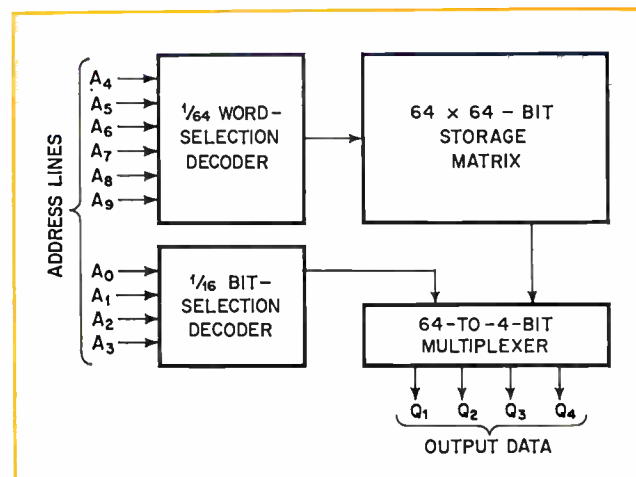 ADDRESS LINES
A4
A5
A6
A7
A8
A9
1/64 WORD-
SELECTION
DECODER
64 × 64 - BIT
STORAGE
MATRIX
A0
A1
A2
A3
1/16 BIT-
SELECTION
DECODER
64-TO-4-BIT
MULTIPLEXER
Q1 Q2 Q3 Q4
OUTPUT DATA